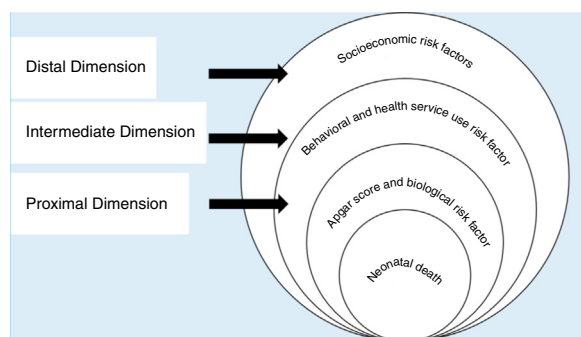 Distal Dimension
Socioeconomic risk factors
Intermediate Dimension
Behavioral and health service use risk factor
Proximal Dimension
Apgar score and biological risk factor
Neonatal death